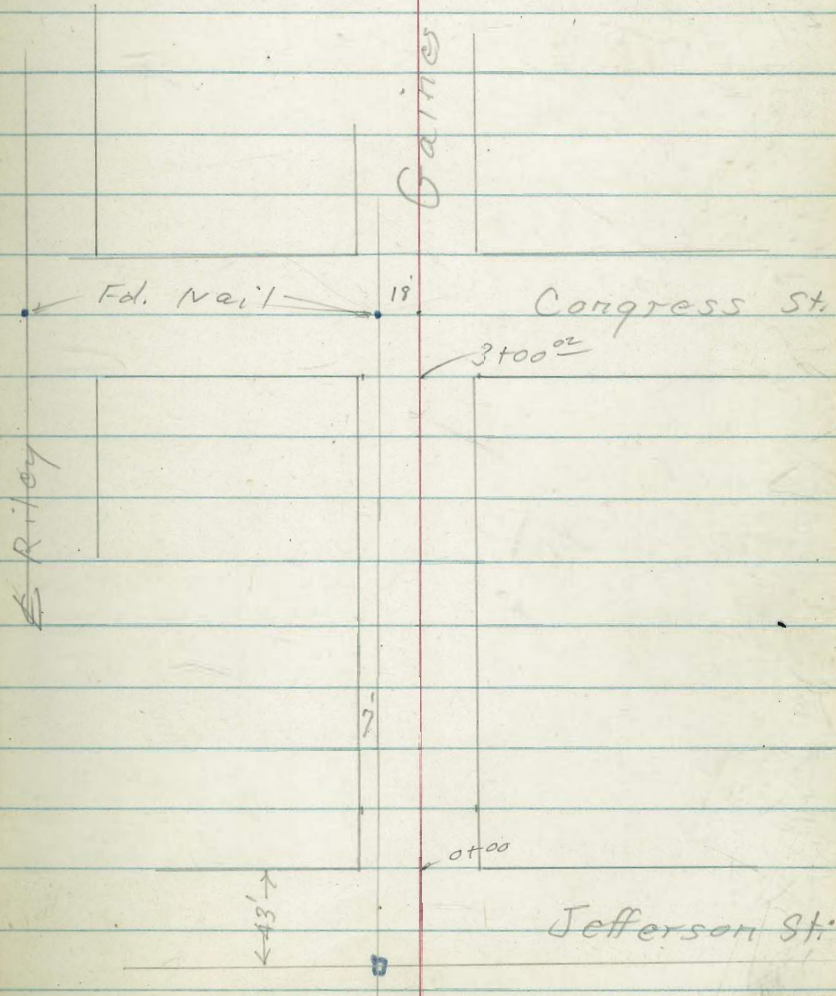 Gaines
Fd. Nail
18'
Congress St.
3+00 02
Riley
7'
0+00
43'
Jefferson St.